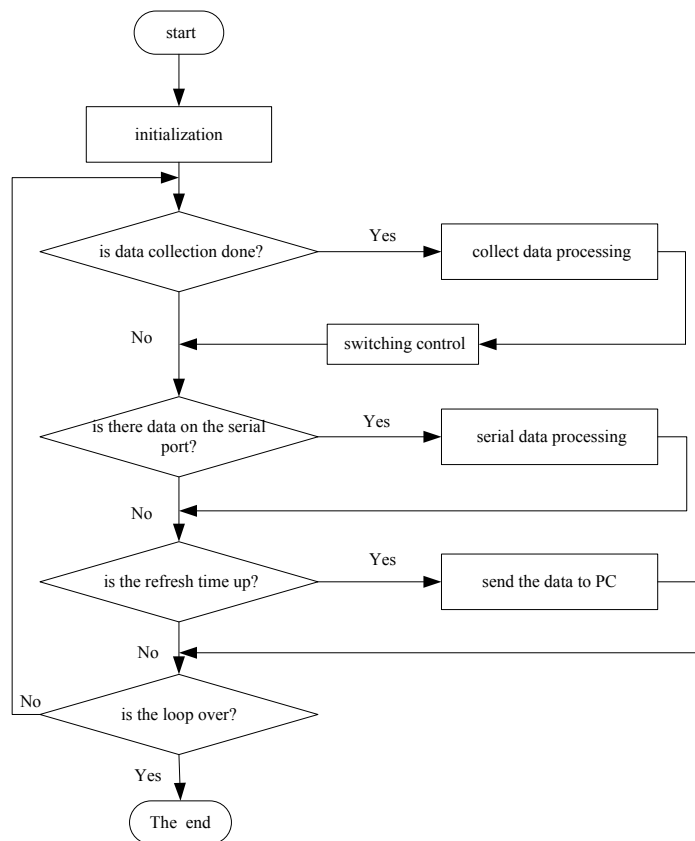 start
initialization
is data collection done?
Yes
collect data processing
No
switching control
is there data on the serial
port?
Yes
serial data processing
No
is the refresh time up?
Yes
send the data to PC
No
No
is the loop over?
Yes
The end